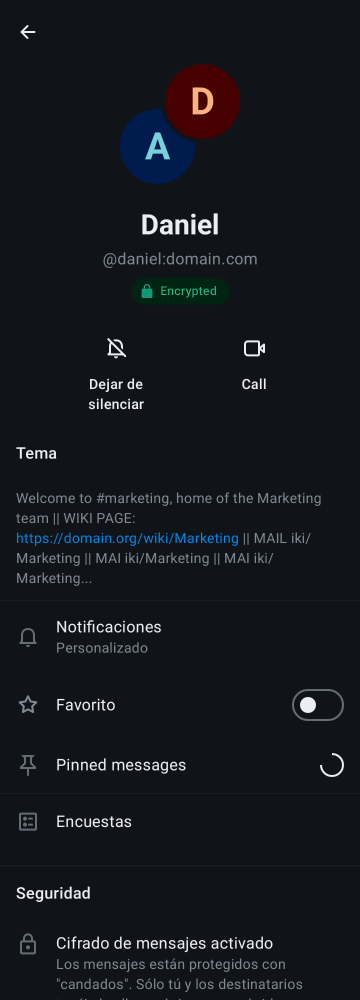 D
A
Daniel
@daniel:domain.com
Encrypted
Dejar de
silenciar
Call
Tema
Welcome to #marketing, home of the Marketing
team || WIKI PAGE:
https://domain.org/wiki/Marketing || MAIL iki/
Marketing || MAI iki/Marketing || MAI iki/
Marketing...
Notificaciones
Personalizado
Favorito
Pinned messages
Encuestas
Seguridad
Cifrado de mensajes activado
Los mensajes están protegidos con
"candados". Sólo tú y los destinatarios